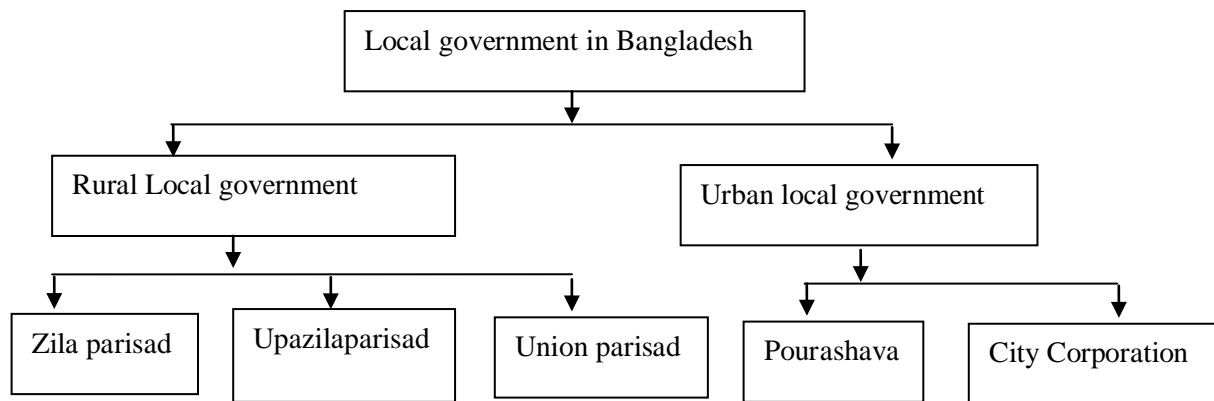 Local government in Bangladesh
Rural Local government
Urban local government
Zila parisad
Upazilaparisad
Union parisad
Pourashava
City Corporation